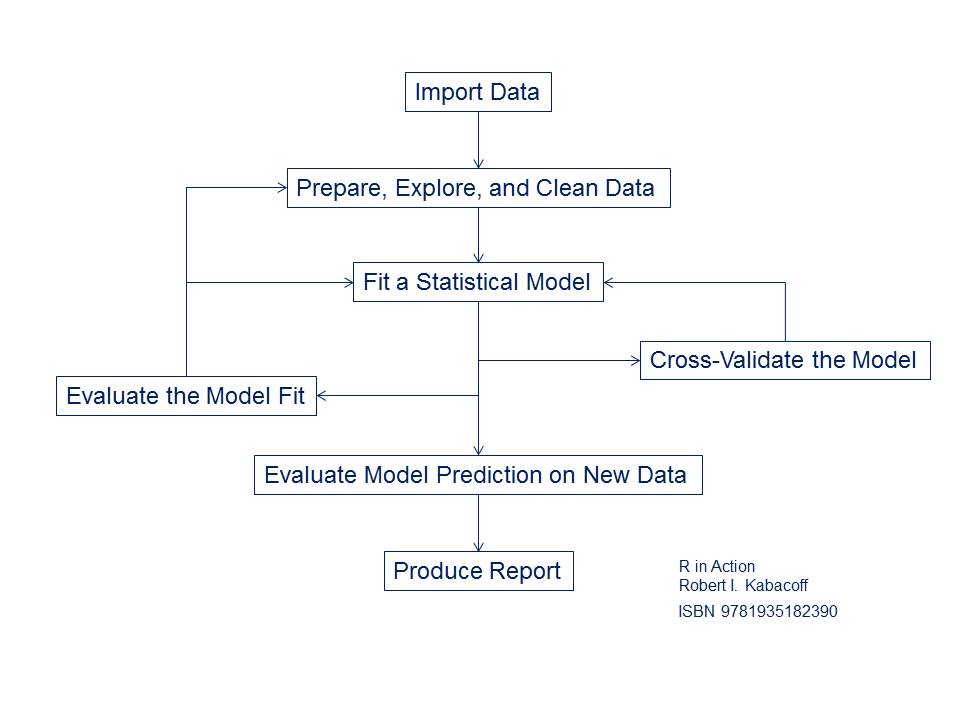 Import Data
Prepare, Explore, and Clean Data
Fit a Statistical Model
Cross-Validate the Model
Evaluate the Model Fit
Evaluate Model Prediction on New Data
Produce Report
R in Action
Robert I. Kabacoff
ISBN 9781935182390